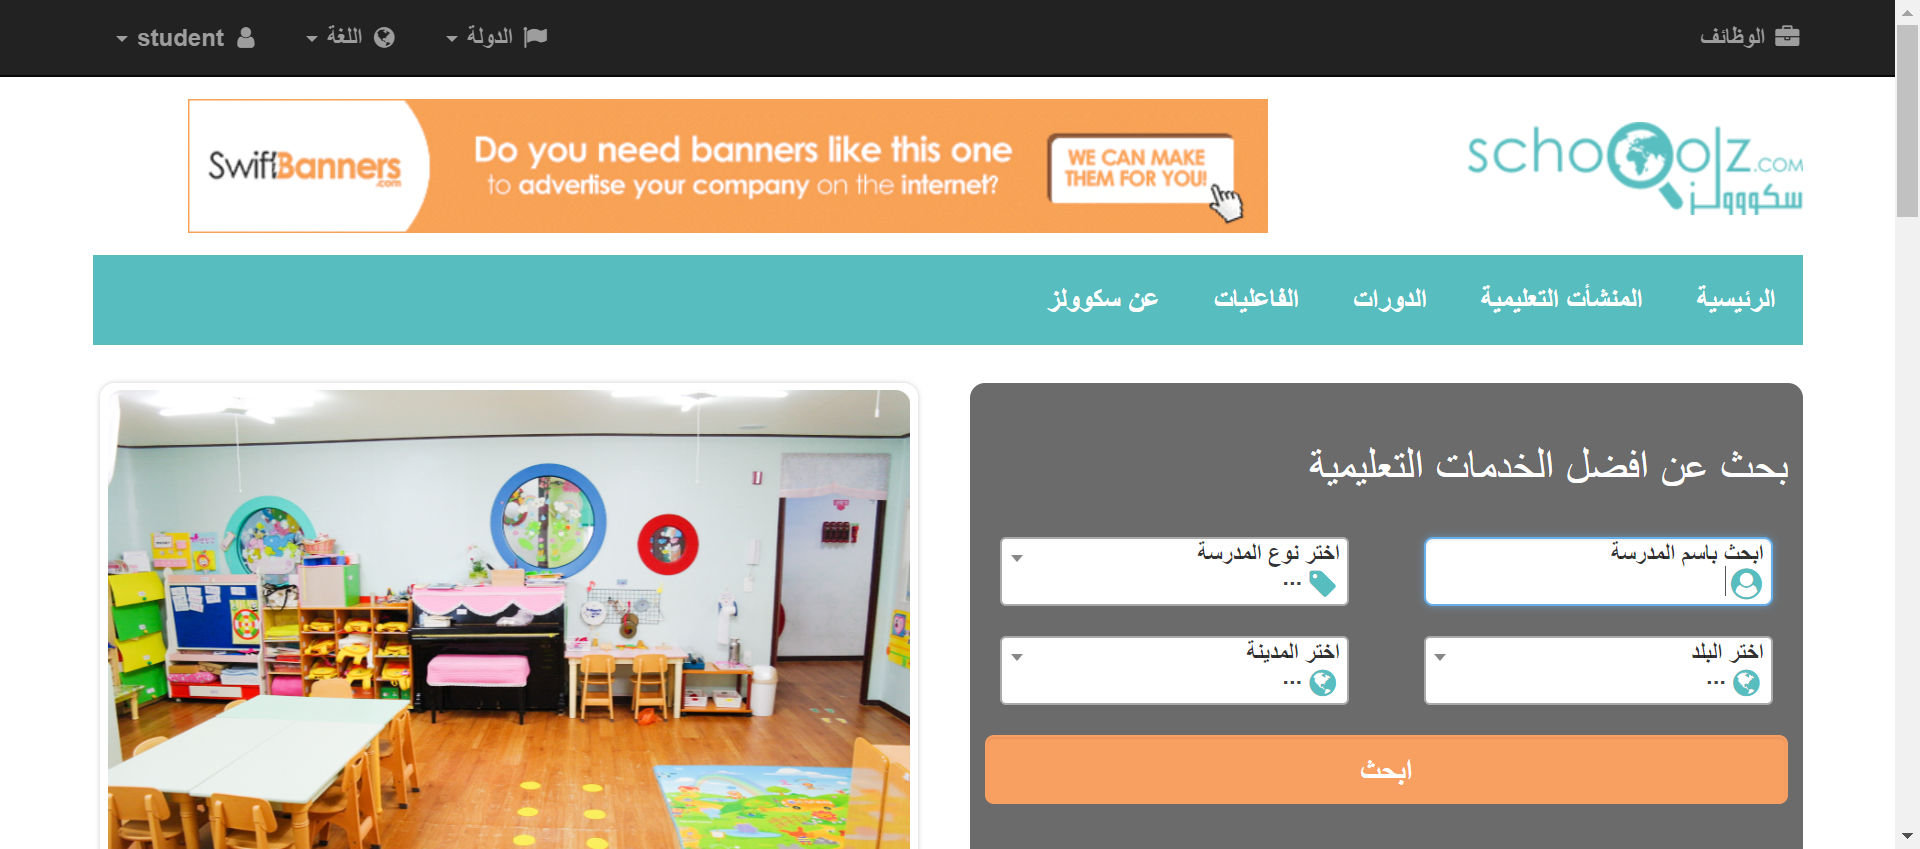 الوظائف
الدولة
اللغة
student
schoolz.com
سكووولز
SwiftBanners.com
Do you need banners like this one
to advertise your company on the internet?
WE CAN MAKE
THEM FOR YOU!
الرئيسية
المنشأت التعليمية
الدورات
الفاعليات
عن سكوولز
بحث عن افضل الخدمات التعليمية
ابحث باسم المدرسة
اختر نوع المدرسة
...
اختر البلد
...
اختر المدينة
...
ابحث